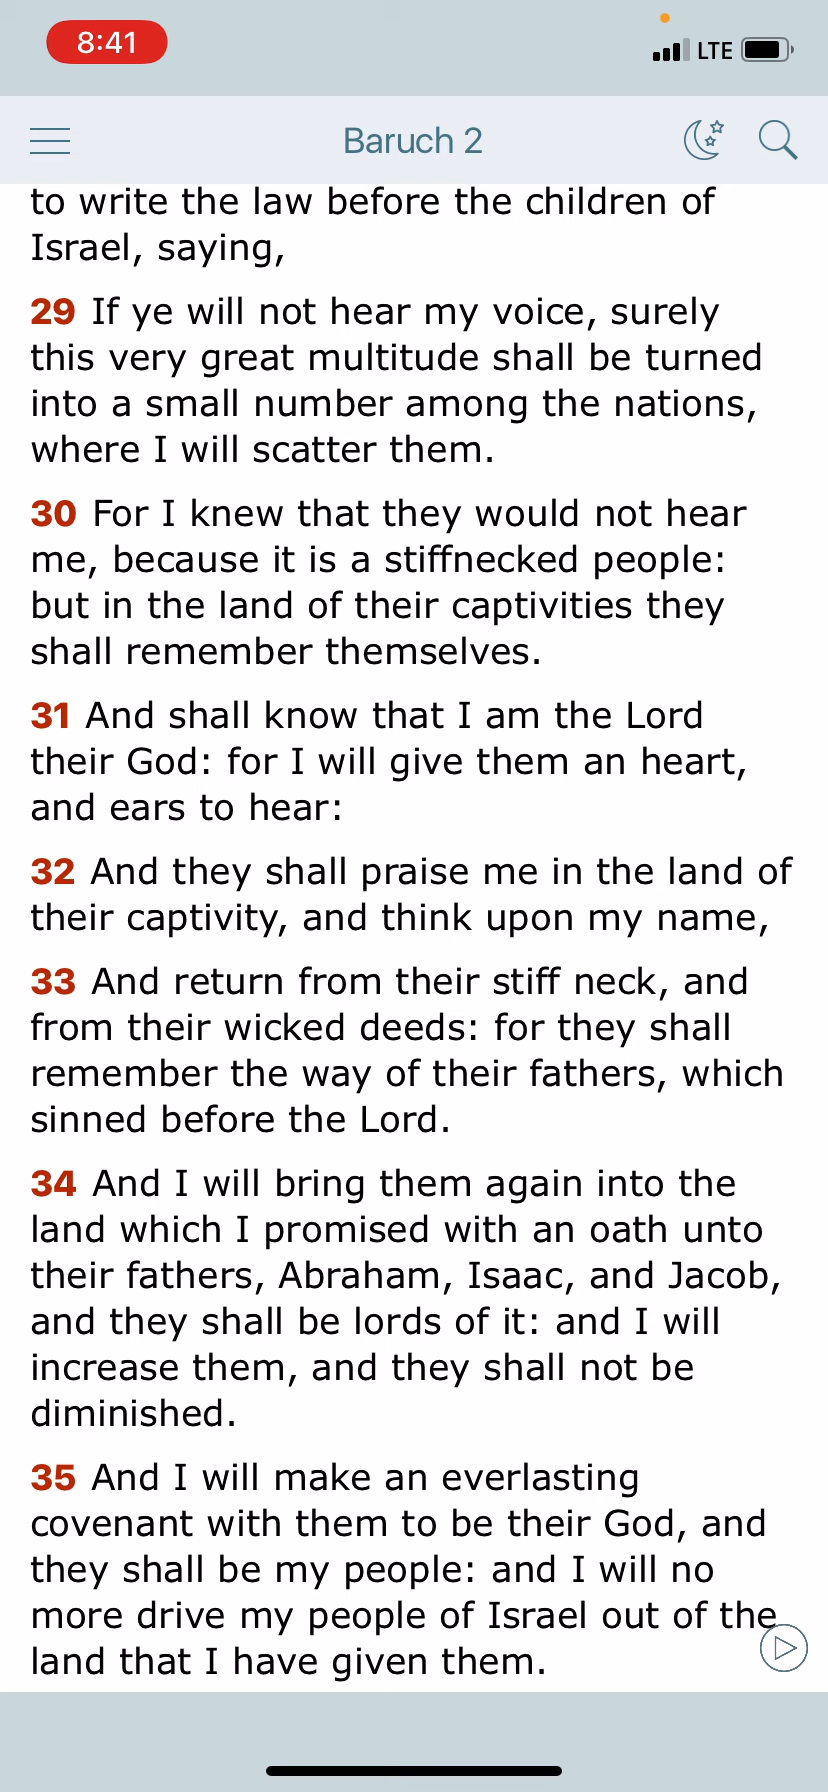 8:41
LTE
Baruch 2
to write the law before the children of
Israel, saying,
29 If ye will not hear my voice, surely
this very great multitude shall be turned
into a small number among the nations,
where I will scatter them.
30 For I knew that they would not hear
me, because it is a stiffnecked people:
but in the land of their captivities they
shall remember themselves.
31 And shall know that I am the Lord
their God: for I will give them an heart,
and ears to hear:
32 And they shall praise me in the land of
their captivity, and think upon my name,
33 And return from their stiff neck, and
from their wicked deeds: for they shall
remember the way of their fathers, which
sinned before the Lord.
34 And I will bring them again into the
land which I promised with an oath unto
their fathers, Abraham, Isaac, and Jacob,
and they shall be lords of it: and I will
increase them, and they shall not be
diminished.
35 And I will make an everlasting
covenant with them to be their God, and
they shall be my people: and I will no
more drive my people of Israel out of the
land that I have given them.